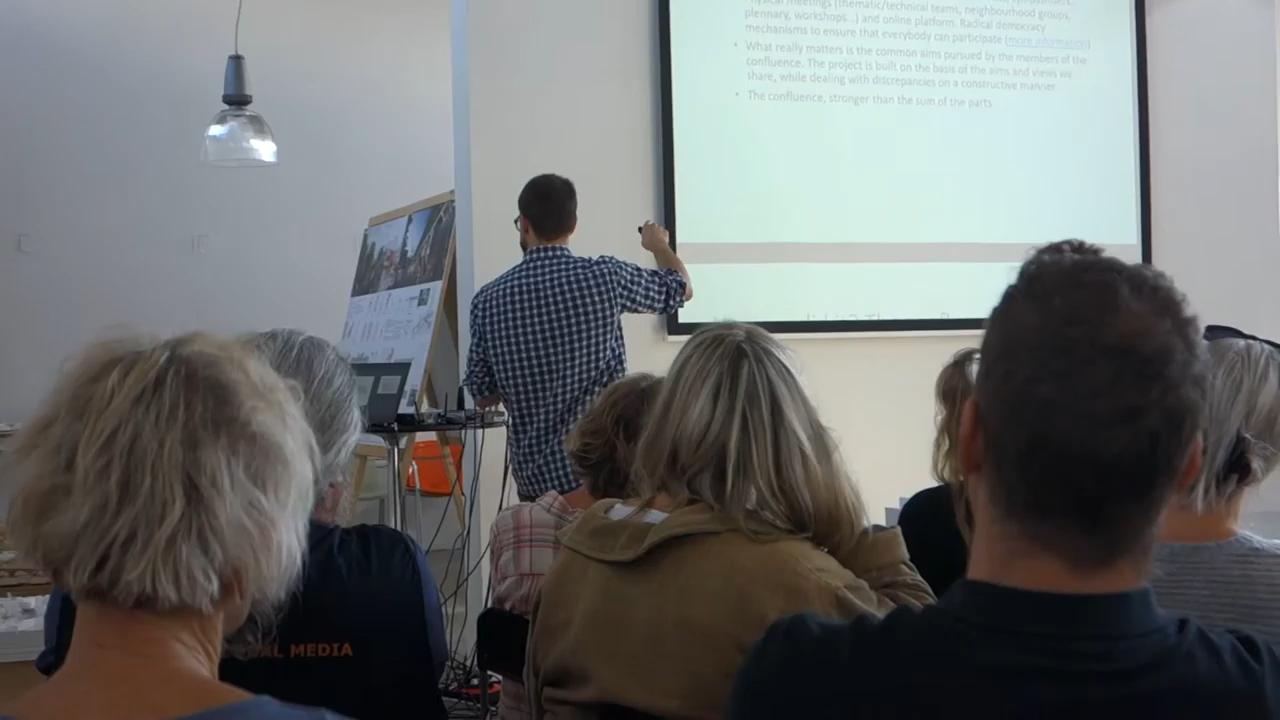 physical meetings (thematic/technical teams, neighbourhood groups,
plennary, workshops...) and online platform. Radical democracy
mechanisms to ensure that everybody can participate (more information)
• What really matters is the common aims pursued by the members of the
confluence. The project is built on the basis of the aims and views we
share, while dealing with discrepancies on a constructive manner
• The confluence, stronger than the sum of the parts
AL MEDIA